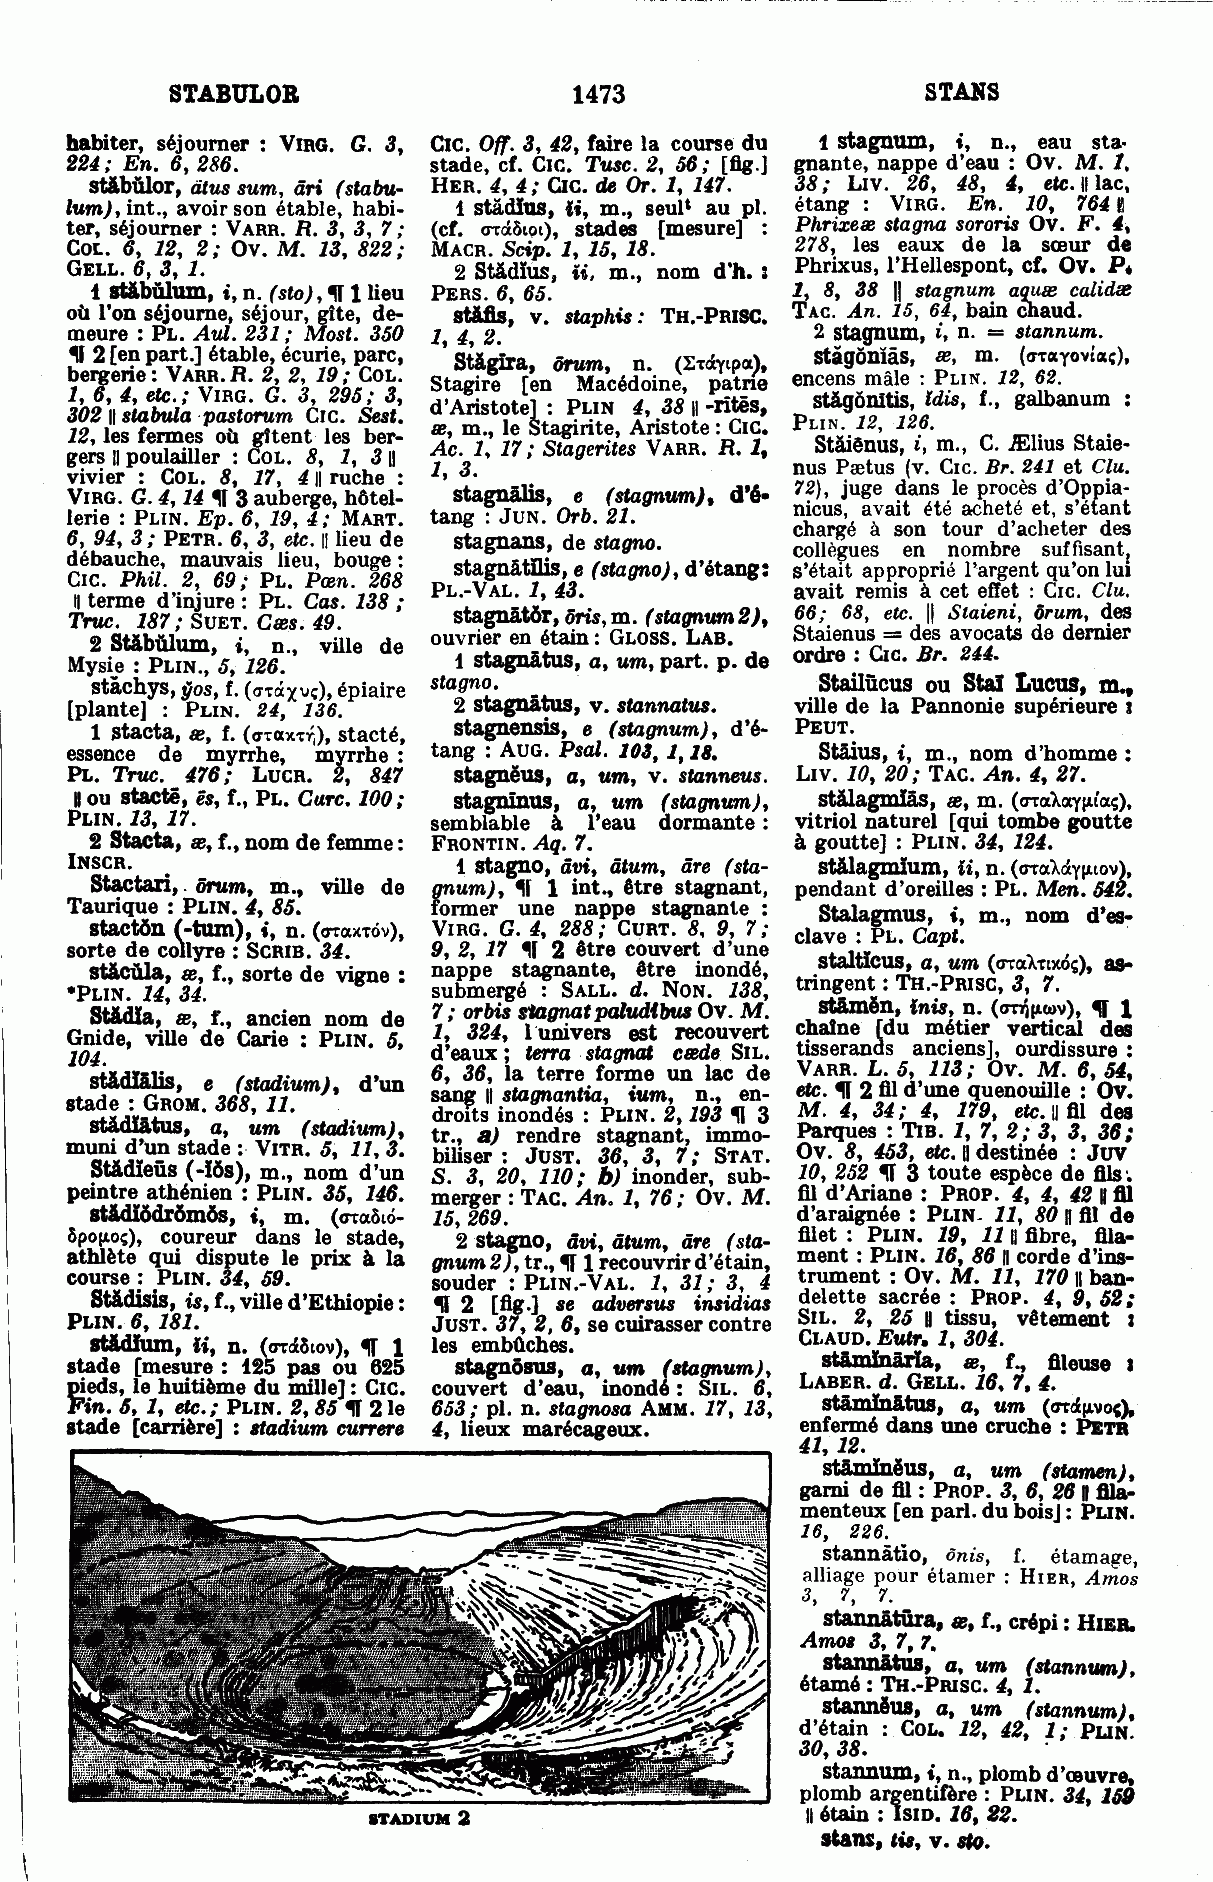 STABULOR
1473
STANS
habiter, séjourner : VIRG. G. 3,
224; En. 6, 286.
stăbŭlor, ātus sum, āri (stabu-
lum), int., avoir son étable, habi-
ter, séjourner : VARR. R. 3, 3, 7;
COL. 6, 12, 2; OV. M. 13, 822;
GELL. 6, 3, 1.
1 stăbŭlum, i, n. (sto), ¶ 1 lieu
où l'on séjourne, séjour, gîte, de-
meure : PL. Aul. 231; Most. 350
¶ 2 [en part.] étable, écurie, parc,
bergerie : VARR. R. 2, 2, 19; COL.
1, 6, 4, etc.; VIRG. G. 3, 295; 3,
302 || stabula pastorum CIC. Sest.
12, les fermes où gîtent les ber-
gers || poulailler : COL. 8, 1, 3 ||
vivier : COL. 8, 17, 4 || ruche :
VIRG. G. 4, 14 ¶ 3 auberge, hôtel-
lerie : PLIN. Ep. 6, 19, 4; MART.
6, 94, 3; PETR. 6, 3, etc. || lieu de
débauche, mauvais lieu, bouge :
CIC. Phil. 2, 69; PL. Pœn. 268
|| terme d'injure : PL. Cas. 138;
Truc. 187; SUET. Cæs. 49.
2 Stăbŭlum, i, n., ville de
Mysie : PLIN., 5, 126.
stăchys, ўos, f. (στάχυς), épiaire
[plante] : PLIN. 24, 136.
1 stacta, æ, f. (στακτή), stacté,
essence de myrrhe, myrrhe :
PL. Truc. 476; LUCR. 2, 847
|| ou stactē, ēs, f., PL. Curc. 100;
PLIN. 13, 17.
2 Stacta, æ, f., nom de femme :
INSCR.
Stactari, ōrum, m., ville de
Taurique : PLIN. 4, 85.
stactŏn (-tum), i, n. (στακτόν),
sorte de collyre : SCRIB. 34.
stăcŭla, æ, f., sorte de vigne :
*PLIN. 14, 34.
Stădĭa, æ, f., ancien nom de
Gnide, ville de Carie : PLIN. 5,
104.
stădĭālis, e (stadium), d'un
stade : GROM. 368, 11.
stădĭātus, a, um (stadium),
muni d'un stade : VITR. 5, 11, 3.
Stădĭeūs (-ĭŏs), m., nom d'un
peintre athénien : PLIN. 35, 146.
stădĭŏdrŏmŏs, i, m. (σταδιό-
δρομος), coureur dans le stade,
athlète qui dispute le prix à la
course : PLIN. 34, 59.
Stădisis, is, f., ville d'Ethiopie :
PLIN. 6, 181.
stădĭum, ĭi, n. (στάδιον), ¶ 1
stade [mesure : 125 pas ou 625
pieds, le huitième du mille] : CIC.
Fin. 5, 1, etc.; PLIN. 2, 85 ¶ 2 le
stade [carrière] : stadium currere
CIC. Off. 3, 42, faire la course du
stade, cf. CIC. Tusc. 2, 56; [fig.]
HER. 4, 4; CIC. de Or. 1, 147.
1 stădĭus, ĭi, m., seult au pl.
(cf. στάδιοι), stades [mesure] :
MACR. Scip. 1, 15, 18.
2 Stădĭus, ii, m., nom d'h. :
PERS. 6, 65.
stăfis, v. staphis : TH.-PRISC.
1, 4, 2.
Stăgīra, ōrum, n. (Στάγιρα),
Stagire [en Macédoine, patrie
d'Aristote] : PLIN 4, 38 || -rītēs,
æ, m., le Stagirite, Aristote : CIC.
Ac. 1, 17; Stagerites VARR. R. 1,
1, 3.
stagnālis, e (stagnum), d'é-
tang : JUN. Orb. 21.
stagnans, de stagno.
stagnātĭlis, e (stagno), d'étang :
PL.-VAL. 1, 43.
stagnātŏr, ōris, m. (stagnum 2),
ouvrier en étain : GLOSS. LAB.
1 stagnātus, a, um, part. p. de
stagno.
2 stagnātus, v. stannatus.
stagnensis, e (stagnum), d'é-
tang : AUG. Psal. 103, 1, 18.
stagnĕus, a, um, v. stanneus.
stagnīnus, a, um (stagnum),
semblable à l'eau dormante :
FRONTIN. Aq. 7.
1 stagno, āvi, ātum, āre (sta-
gnum), ¶ 1 int., être stagnant,
former une nappe stagnante :
VIRG. G. 4, 288; CURT. 8, 9, 7;
9, 2, 17 ¶ 2 être couvert d'une
nappe stagnante, être inondé,
submergé : SALL. d. NON. 138,
7; orbis stagnat paludibus OV. M.
1, 324, l'univers est recouvert
d'eaux; terra stagnat cæde SIL.
6, 36, la terre forme un lac de
sang || stagnantia, ium, n., en-
droits inondés : PLIN. 2, 193 ¶ 3
tr., a) rendre stagnant, immo-
biliser : JUST. 36, 3, 7; STAT.
S. 3, 20, 110; b) inonder, sub-
merger : TAC. An. 1, 76; OV. M.
15, 269.
2 stagno, āvi, ātum, āre (sta-
gnum 2), tr., ¶ 1 recouvrir d'étain,
souder : PLIN.-VAL. 1, 31; 3, 4
¶ 2 [fig.] se adversus insidias
JUST. 37, 2, 6, se cuirasser contre
les embûches.
stagnōsus, a, um (stagnum),
couvert d'eau, inondé : SIL. 6,
653; pl. n. stagnosa AMM. 17, 13,
4, lieux marécageux.
STADIUM 2
1 stagnum, i, n., eau sta-
gnante, nappe d'eau : OV. M. 1,
38; LIV. 26, 48, 4, etc. || lac,
étang : VIRG. En. 10, 764 ||
Phrixeæ stagna sororis OV. F. 4,
278, les eaux de la sœur de
Phrixus, l'Hellespont, cf. OV. P.
1, 8, 38 || stagnum aquæ calidæ
TAC. An. 15, 64, bain chaud.
2 stagnum, i, n. = stannum.
stăgŏnĭās, æ, m. (σταγονίας),
encens mâle : PLIN. 12, 62.
stăgŏnītis, ĭdis, f., galbanum :
PLIN. 12, 126.
Stăiēnus, i, m., C. Ælius Staie-
nus Pætus (v. CIC. Br. 241 et Clu.
72), juge dans le procès d'Oppia-
nicus, avait été acheté et, s'étant
chargé à son tour d'acheter des
collègues en nombre suffisant,
s'était approprié l'argent qu'on lui
avait remis à cet effet : CIC. Clu.
66; 68, etc. || Staieni, ōrum, des
Staienus = des avocats de dernier
ordre : CIC. Br. 244.
Stailūcus ou Staī Lucus, m.,
ville de la Pannonie supérieure :
PEUT.
Stāius, i, m., nom d'homme :
LIV. 10, 20; TAC. An. 4, 27.
stălagmĭās, æ, m. (σταλαγμίας),
vitriol naturel [qui tombe goutte
à goutte] : PLIN. 34, 124.
stălagmĭum, ĭi, n. (σταλάγμιον),
pendant d'oreilles : PL. Men. 542.
Stalagmus, i, m., nom d'es-
clave : PL. Capt.
staltĭcus, a, um (σταλτικός), as-
tringent : TH.-PRISC, 3, 7.
stāmĕn, ĭnis, n. (στήμων), ¶ 1
chaîne [du métier vertical des
tisserands anciens], ourdissure :
VARR. L. 5, 113; OV. M. 6, 54,
etc. ¶ 2 fil d'une quenouille : OV.
M. 4, 34; 4, 179, etc. || fil des
Parques : TIB. 1, 7, 2; 3, 3, 36;
OV. 8, 453, etc. || destinée : JUV
10, 252 ¶ 3 toute espèce de fils :
fil d'Ariane : PROP. 4, 4, 42 || fil
d'araignée : PLIN. 11, 80 || fil de
filet : PLIN. 19, 11 || fibre, fila-
ment : PLIN. 16, 86 || corde d'ins-
trument : OV. M. 11, 170 || ban-
delette sacrée : PROP. 4, 9, 52;
SIL. 2, 25 || tissu, vêtement :
CLAUD. Eutr. 1, 304.
stāmĭnārĭa, æ, f., fileuse :
LABER. d. GELL. 16, 7, 4.
stāmĭnātus, a, um (στάμνος),
enfermé dans une cruche : PETR
41, 12.
stāmĭnĕus, a, um (stamen),
garni de fil : PROP. 3, 6, 26 || fila-
menteux [en parl. du bois] : PLIN.
16, 226.
stannātio, ōnis, f. étamage,
alliage pour étamer : HIER, Amos
3, 7, 7.
stannātūra, æ, f., crépi : HIER.
Amos 3, 7, 7.
stannātus, a, um (stannum),
étamé : TH.-PRISC. 4, 1.
stannĕus, a, um (stannum),
d'étain : COL. 12, 42, 1; PLIN.
30, 38.
stannum, i, n., plomb d'œuvre,
plomb argentifère : PLIN. 34, 159
|| étain : ISID. 16, 22.
stans, tis, v. sto.